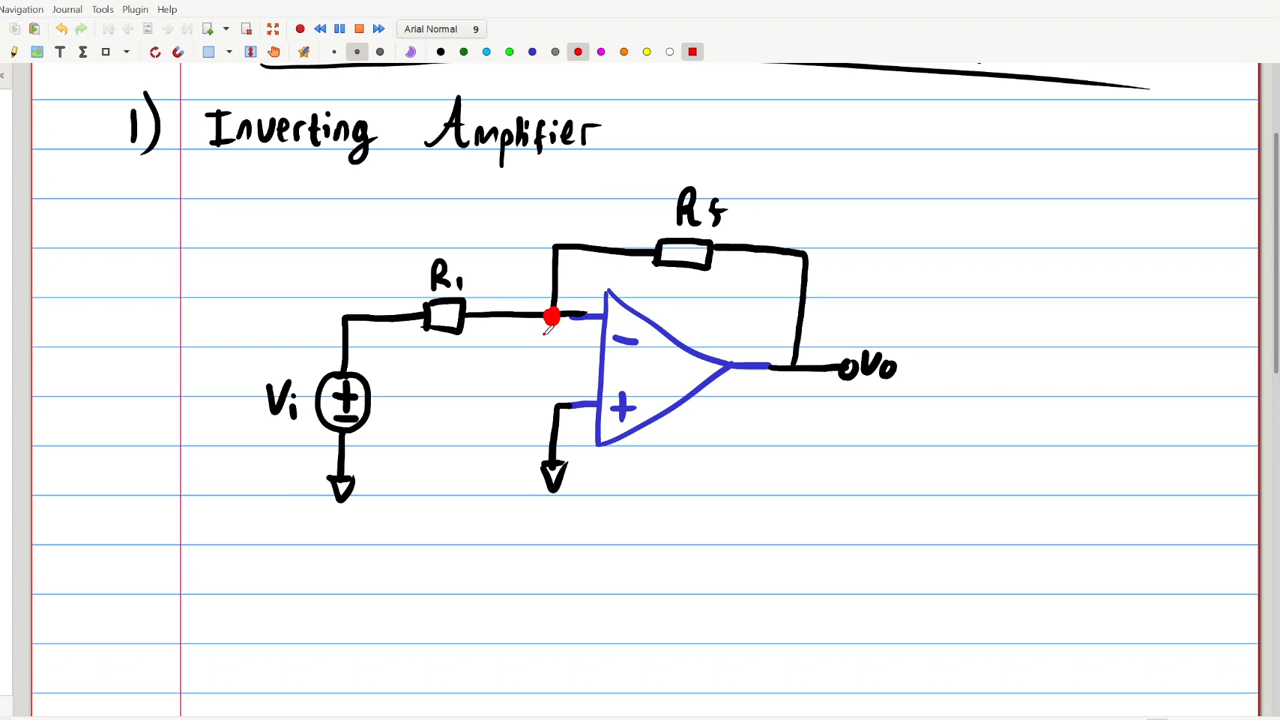 Navigation Journal Tools Plugin Help
Arial Normal 9
T Σ
1) Inverting Amplifier
Rf
R1
Vi
+
−
−
+
Vo